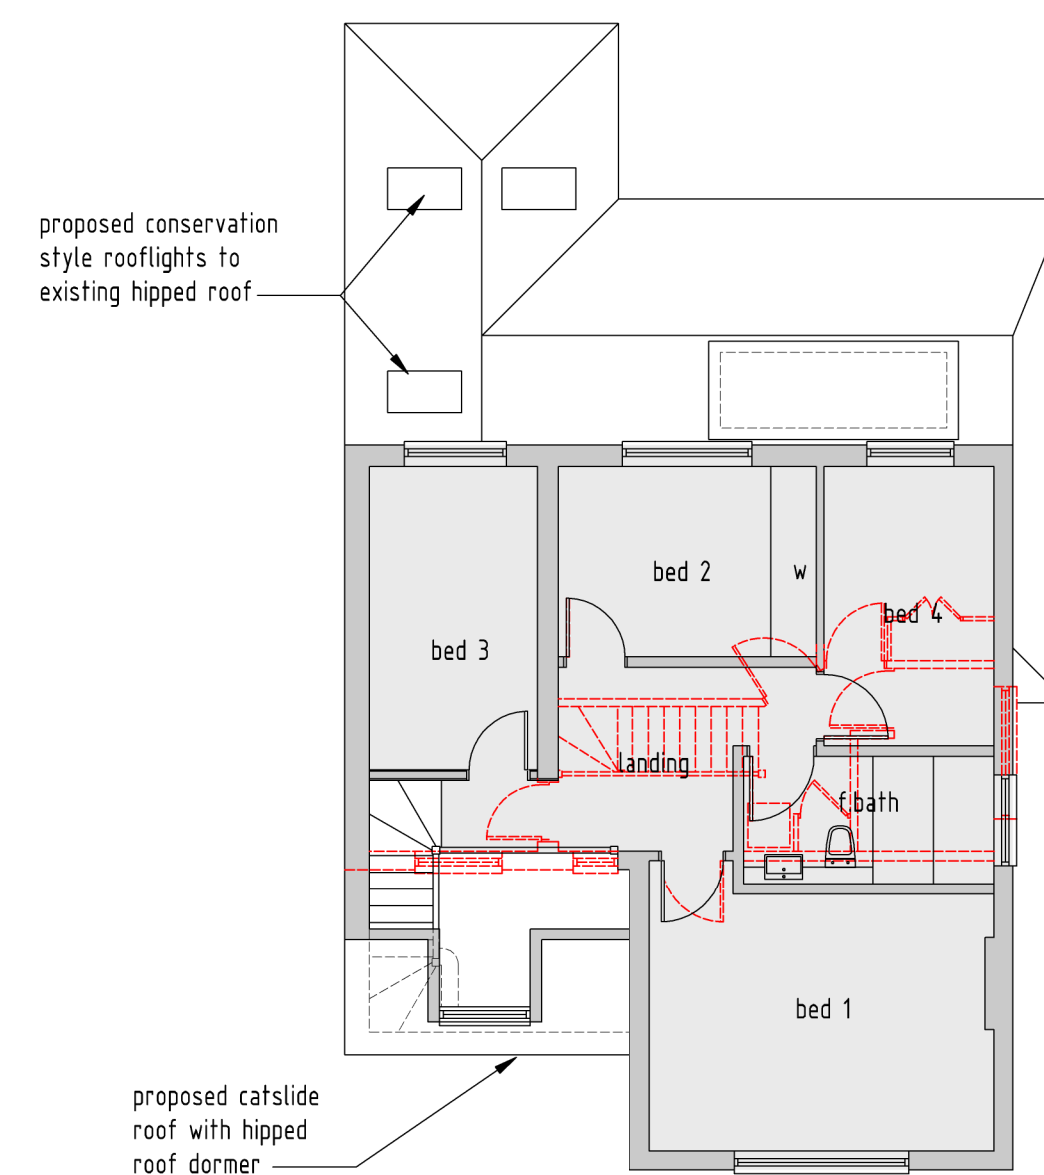 proposed conservation
style rooflights to
existing hipped roof
bed 2
w
bed 4
bed 3
landing
f bath
bed 1
proposed catslide
roof with hipped
roof dormer